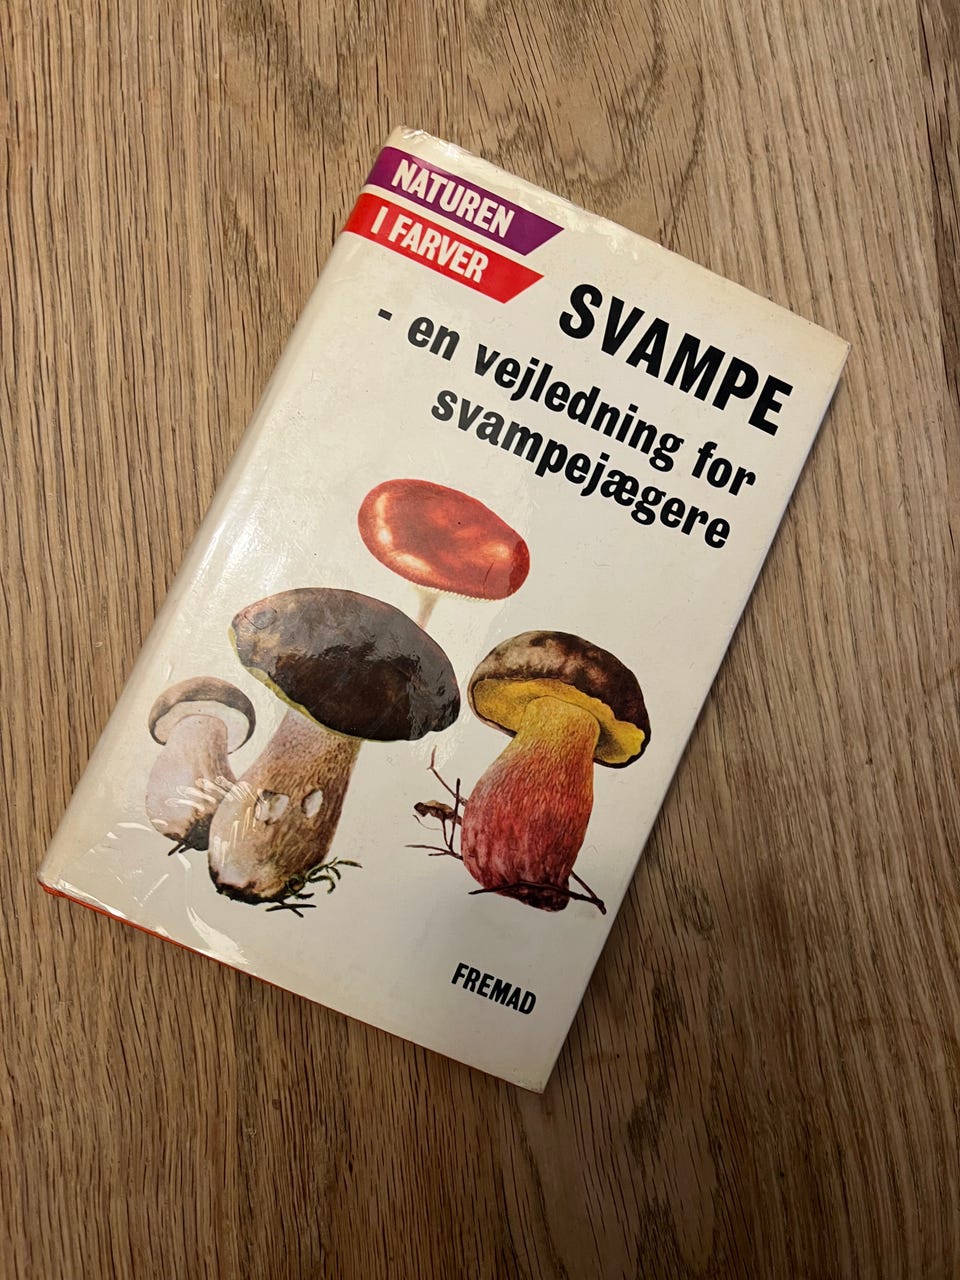 NATUREN
I FARVER
SVAMPE
- en vejledning for
svampejægere
FREMAD